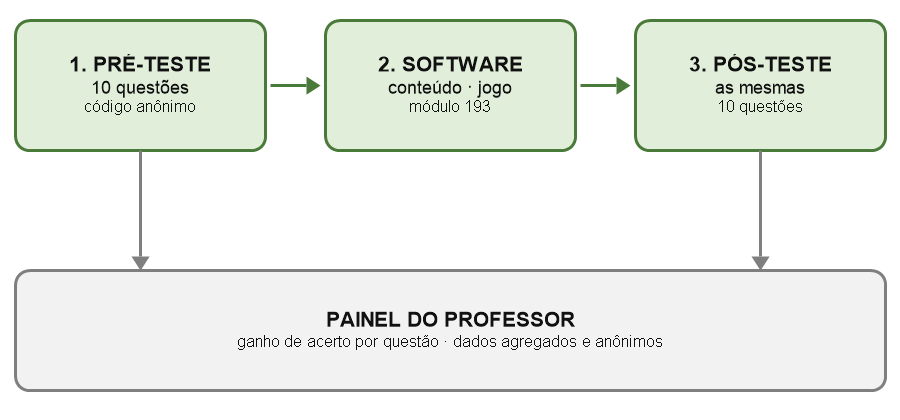 1. PRÉ-TESTE
10 questões
código anônimo
2. SOFTWARE
conteúdo · jogo
módulo 193
3. PÓS-TESTE
as mesmas
10 questões
PAINEL DO PROFESSOR
ganho de acerto por questão · dados agregados e anônimos